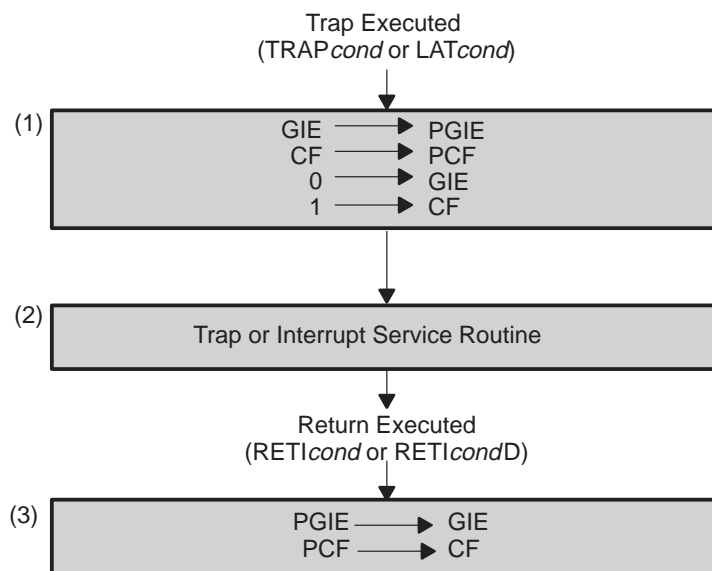 Trap Executed
(TRAPcond or LATcond)
(1)
GIE PGIE
CF PCF
0 GIE
1 CF
(2)
Trap or Interrupt Service Routine
Return Executed
(RETIcond or RETIcondD)
(3)
PGIE GIE
PCF CF